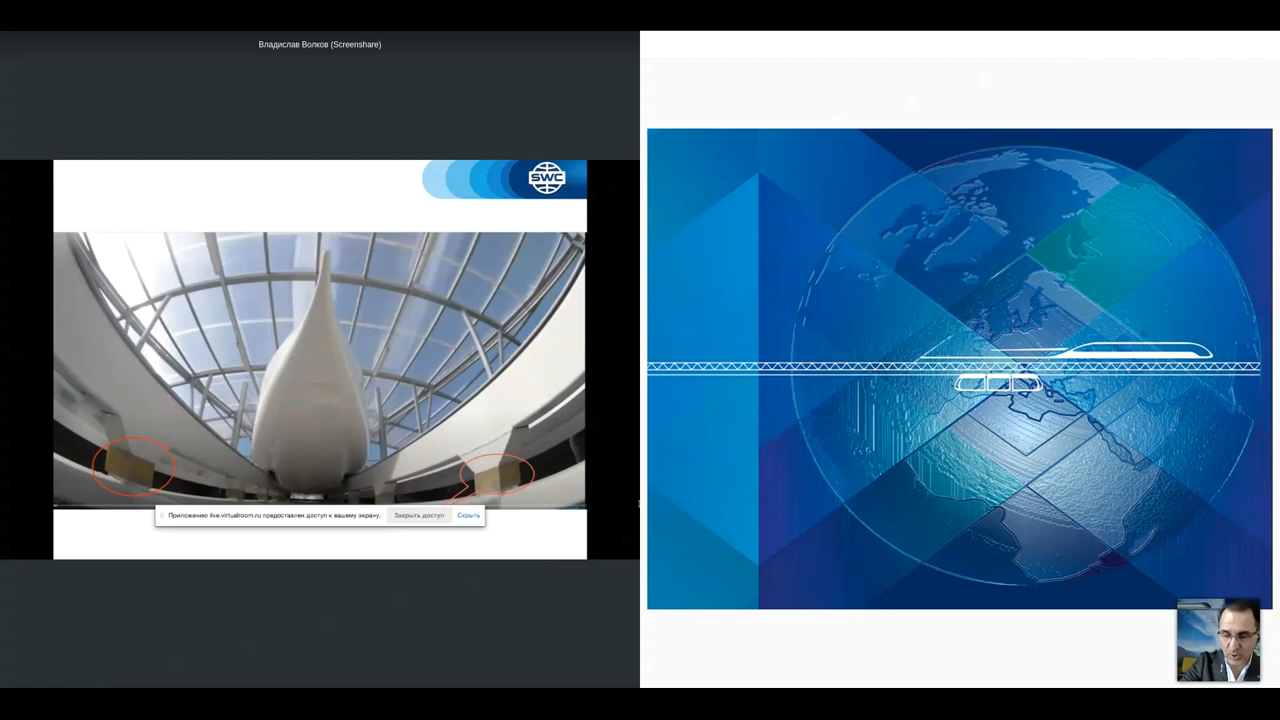 Владислав Волков (Screenshare)
SWC
Приложению live.virtualroom.ru предоставлен доступ к вашему экрану.
Закрыть доступ
Скрыть